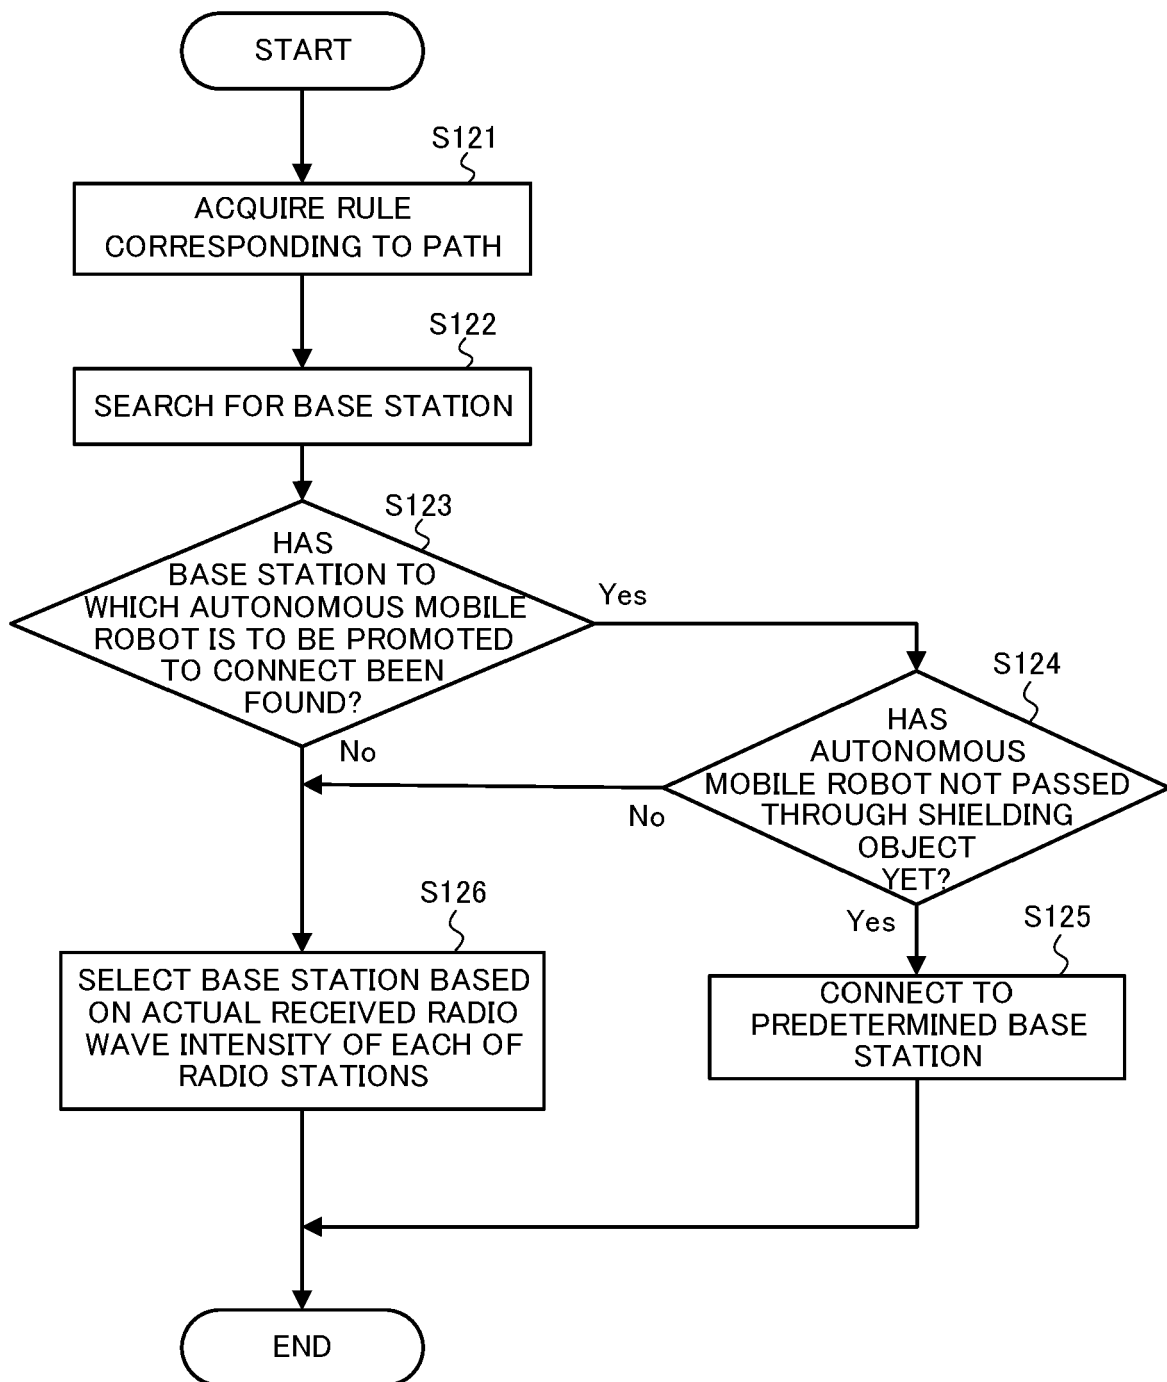 START
S121
ACQUIRE RULE
CORRESPONDING TO PATH
S122
SEARCH FOR BASE STATION
S123
HAS
BASE STATION TO
WHICH AUTONOMOUS MOBILE
ROBOT IS TO BE PROMOTED
TO CONNECT BEEN
FOUND?
Yes
No
S124
HAS
AUTONOMOUS
MOBILE ROBOT NOT PASSED
THROUGH SHIELDING
OBJECT
YET?
No
Yes
S125
CONNECT TO
PREDETERMINED BASE
STATION
S126
SELECT BASE STATION BASED
ON ACTUAL RECEIVED RADIO
WAVE INTENSITY OF EACH OF
RADIO STATIONS
END